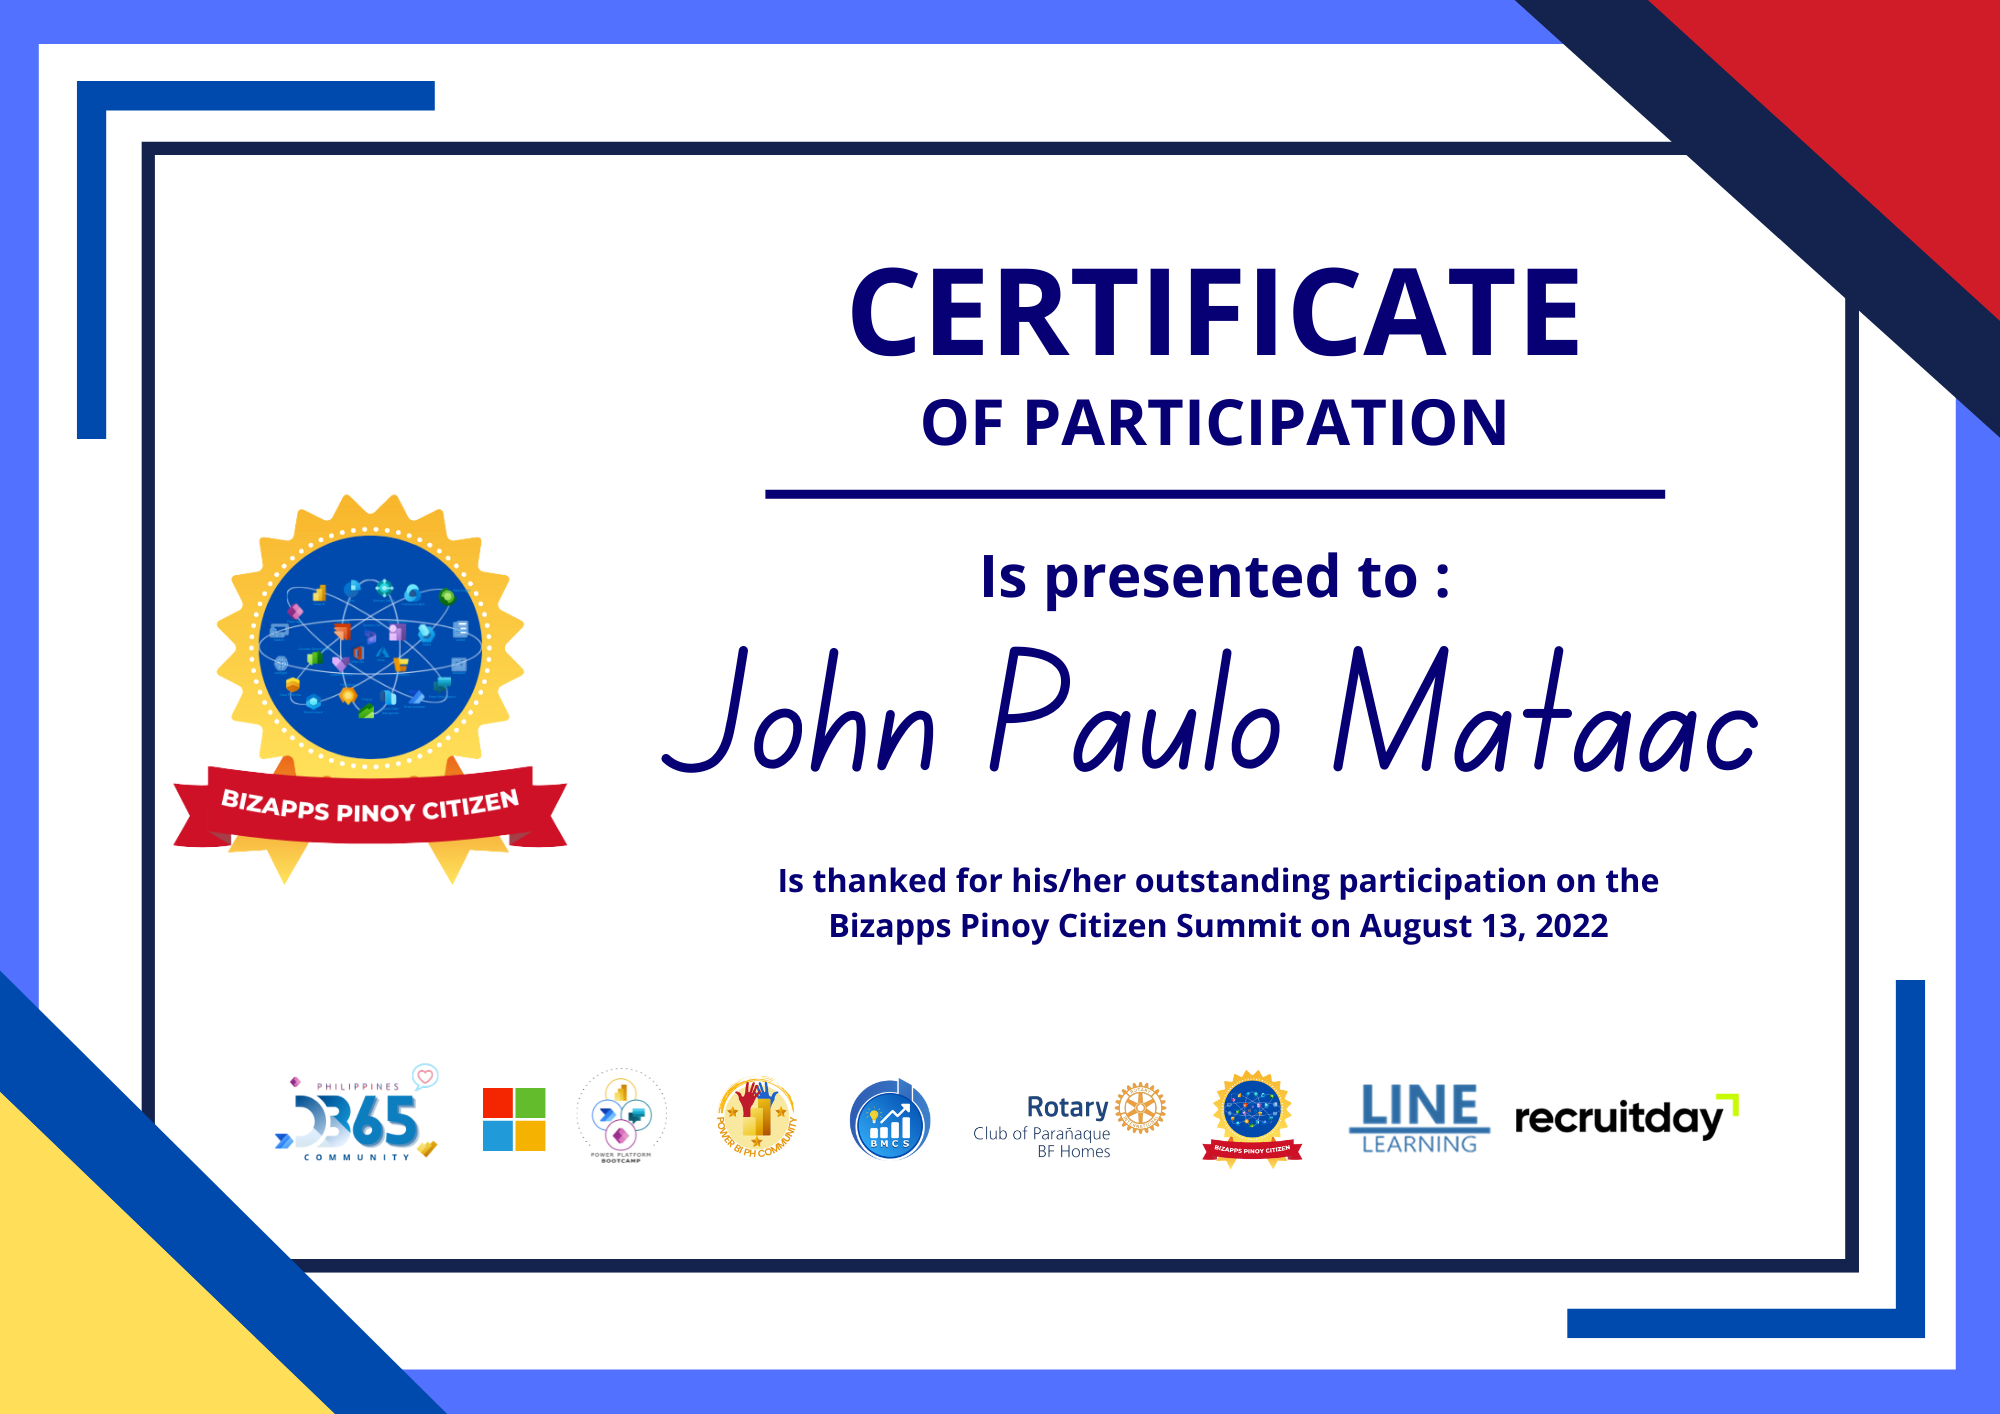 CERTIFICATE
OF PARTICIPATION
Is presented to :
John Paulo Mataac
BIZAPPS PINOY CITIZEN
Is thanked for his/her outstanding participation on the
Bizapps Pinoy Citizen Summit on August 13, 2022
PHILIPPINES
D365
COMMUNITY
POWER PLATFORM
BOOTCAMP
POWER BI PH COMMUNITY
BMCS
Rotary
Club of Parañaque
BF Homes
BIZAPPS PINOY CITIZEN
LINE
LEARNING
recruitday